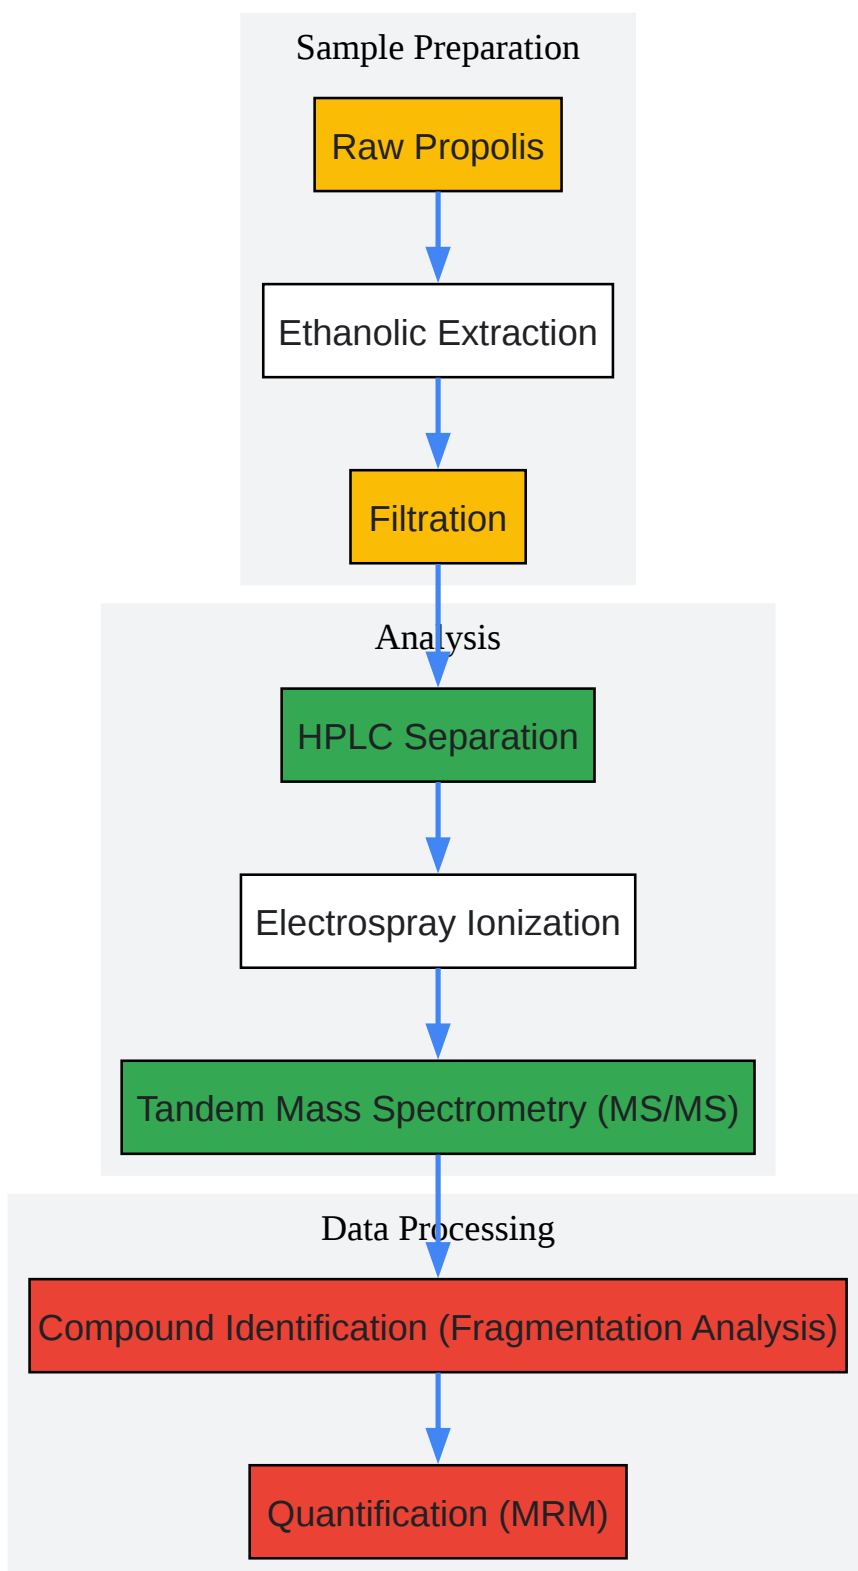 Sample Preparation
Raw Propolis
Ethanolic Extraction
Filtration
Analysis
HPLC Separation
Electrospray Ionization
Tandem Mass Spectrometry (MS/MS)
Data Processing
Compound Identification (Fragmentation Analysis)
Quantification (MRM)